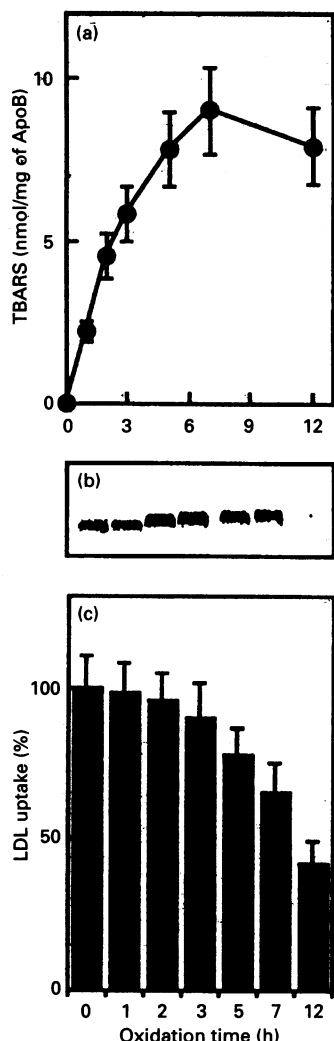 (a)
10
5
0
TBARS (nmol/mg of ApoB)
0 3 6 9 12
(b)
(c)
100
50
0
LDL uptake (%)
0 1 2 3 5 7 12
Oxidation time (h)